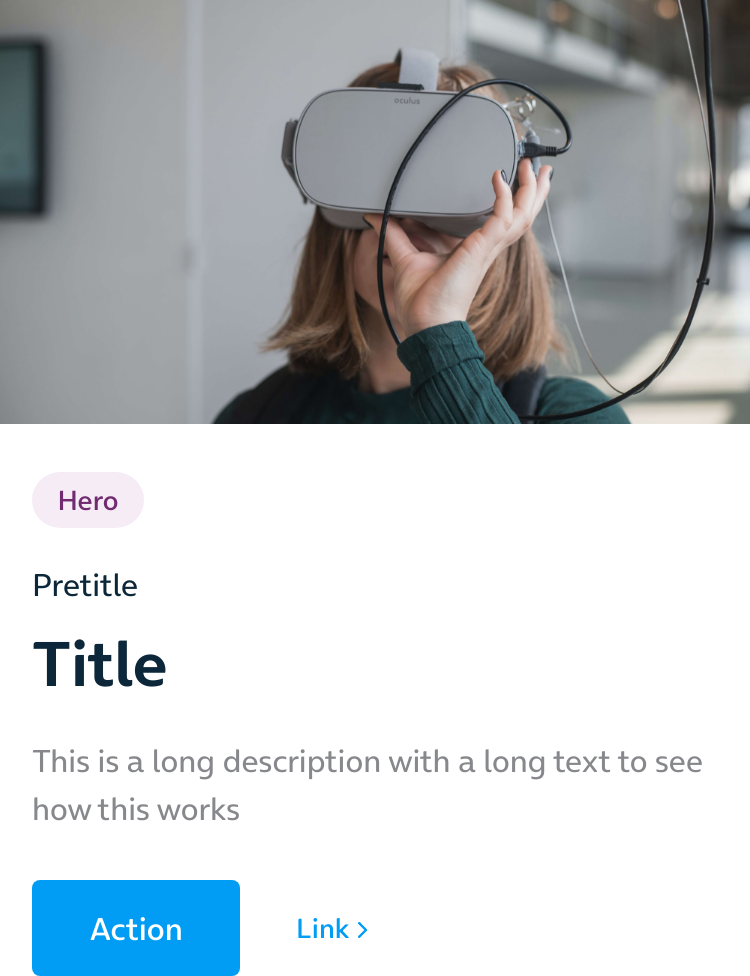 oculus
Hero
Pretitle
Title
This is a long description with a long text to see
how this works
Action
Link